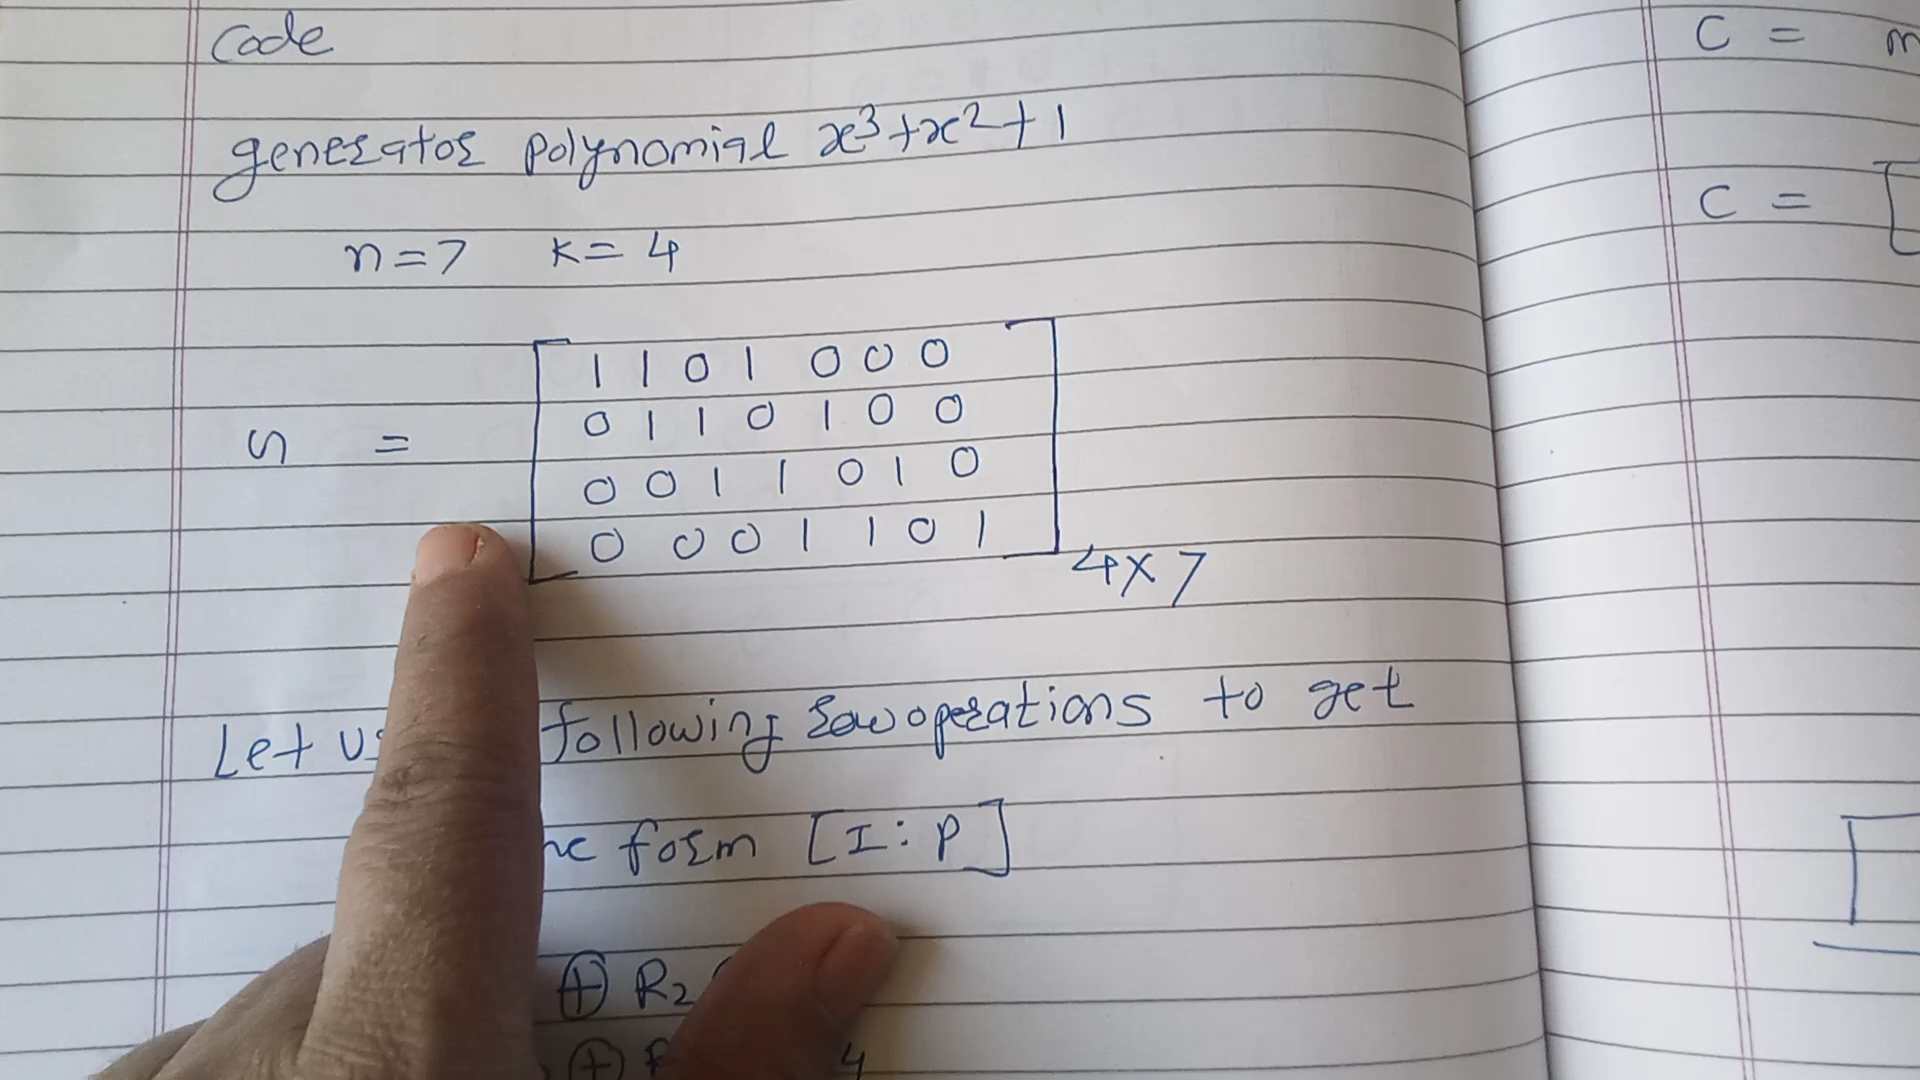 Code
generator polynomial x³+x²+1
n=7 k=4
G =
1 1 0 1 0 0 0
0 1 1 0 1 0 0
0 0 1 1 0 1 0
0 0 0 1 1 0 1
4×7
Let following row operations to get
form [I:P]
⊕ R2
⊕ 4
C =
C =